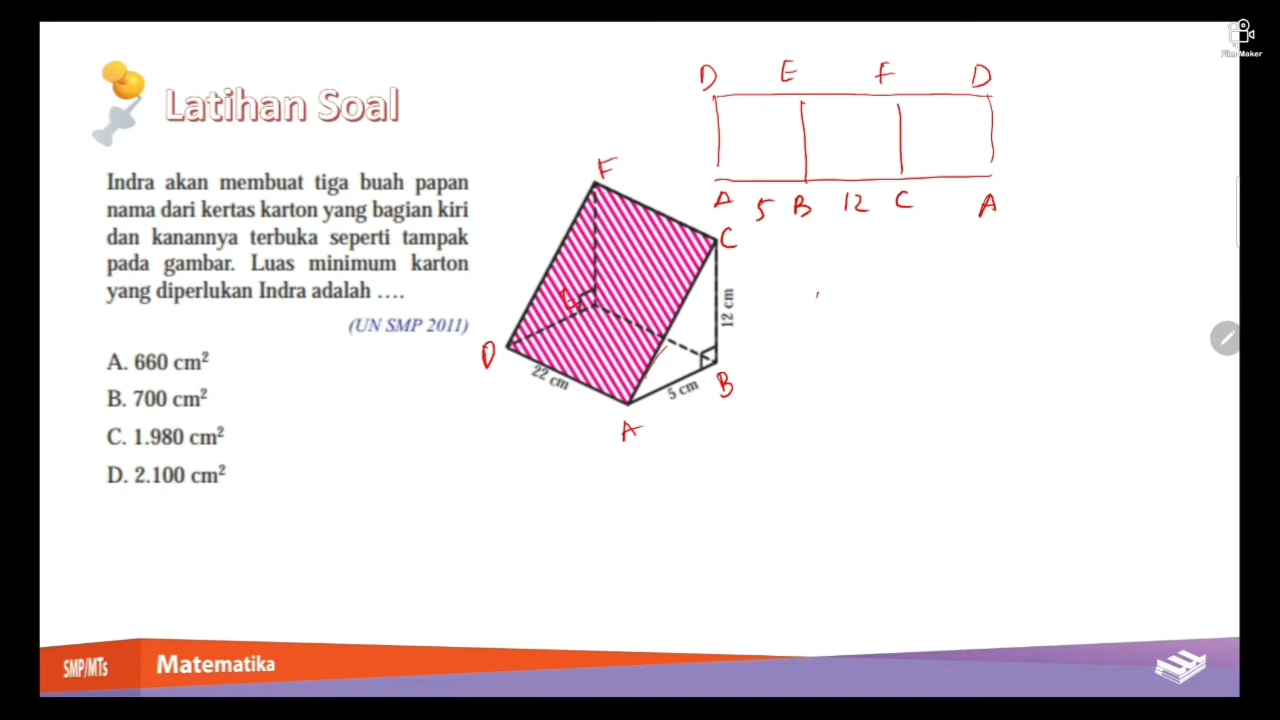 Film Maker
Latihan Soal
Indra akan membuat tiga buah papan
nama dari kertas karton yang bagian kiri
dan kanannya terbuka seperti tampak
pada gambar. Luas minimum karton
yang diperlukan Indra adalah ….
(UN SMP 2011)
A. 660 cm²
B. 700 cm²
C. 1.980 cm²
D. 2.100 cm²
D E F D
A 5 B 12 C A
F
C
12 cm
D
22 cm
5 cm
B
A
SMP/MTs
Matematika